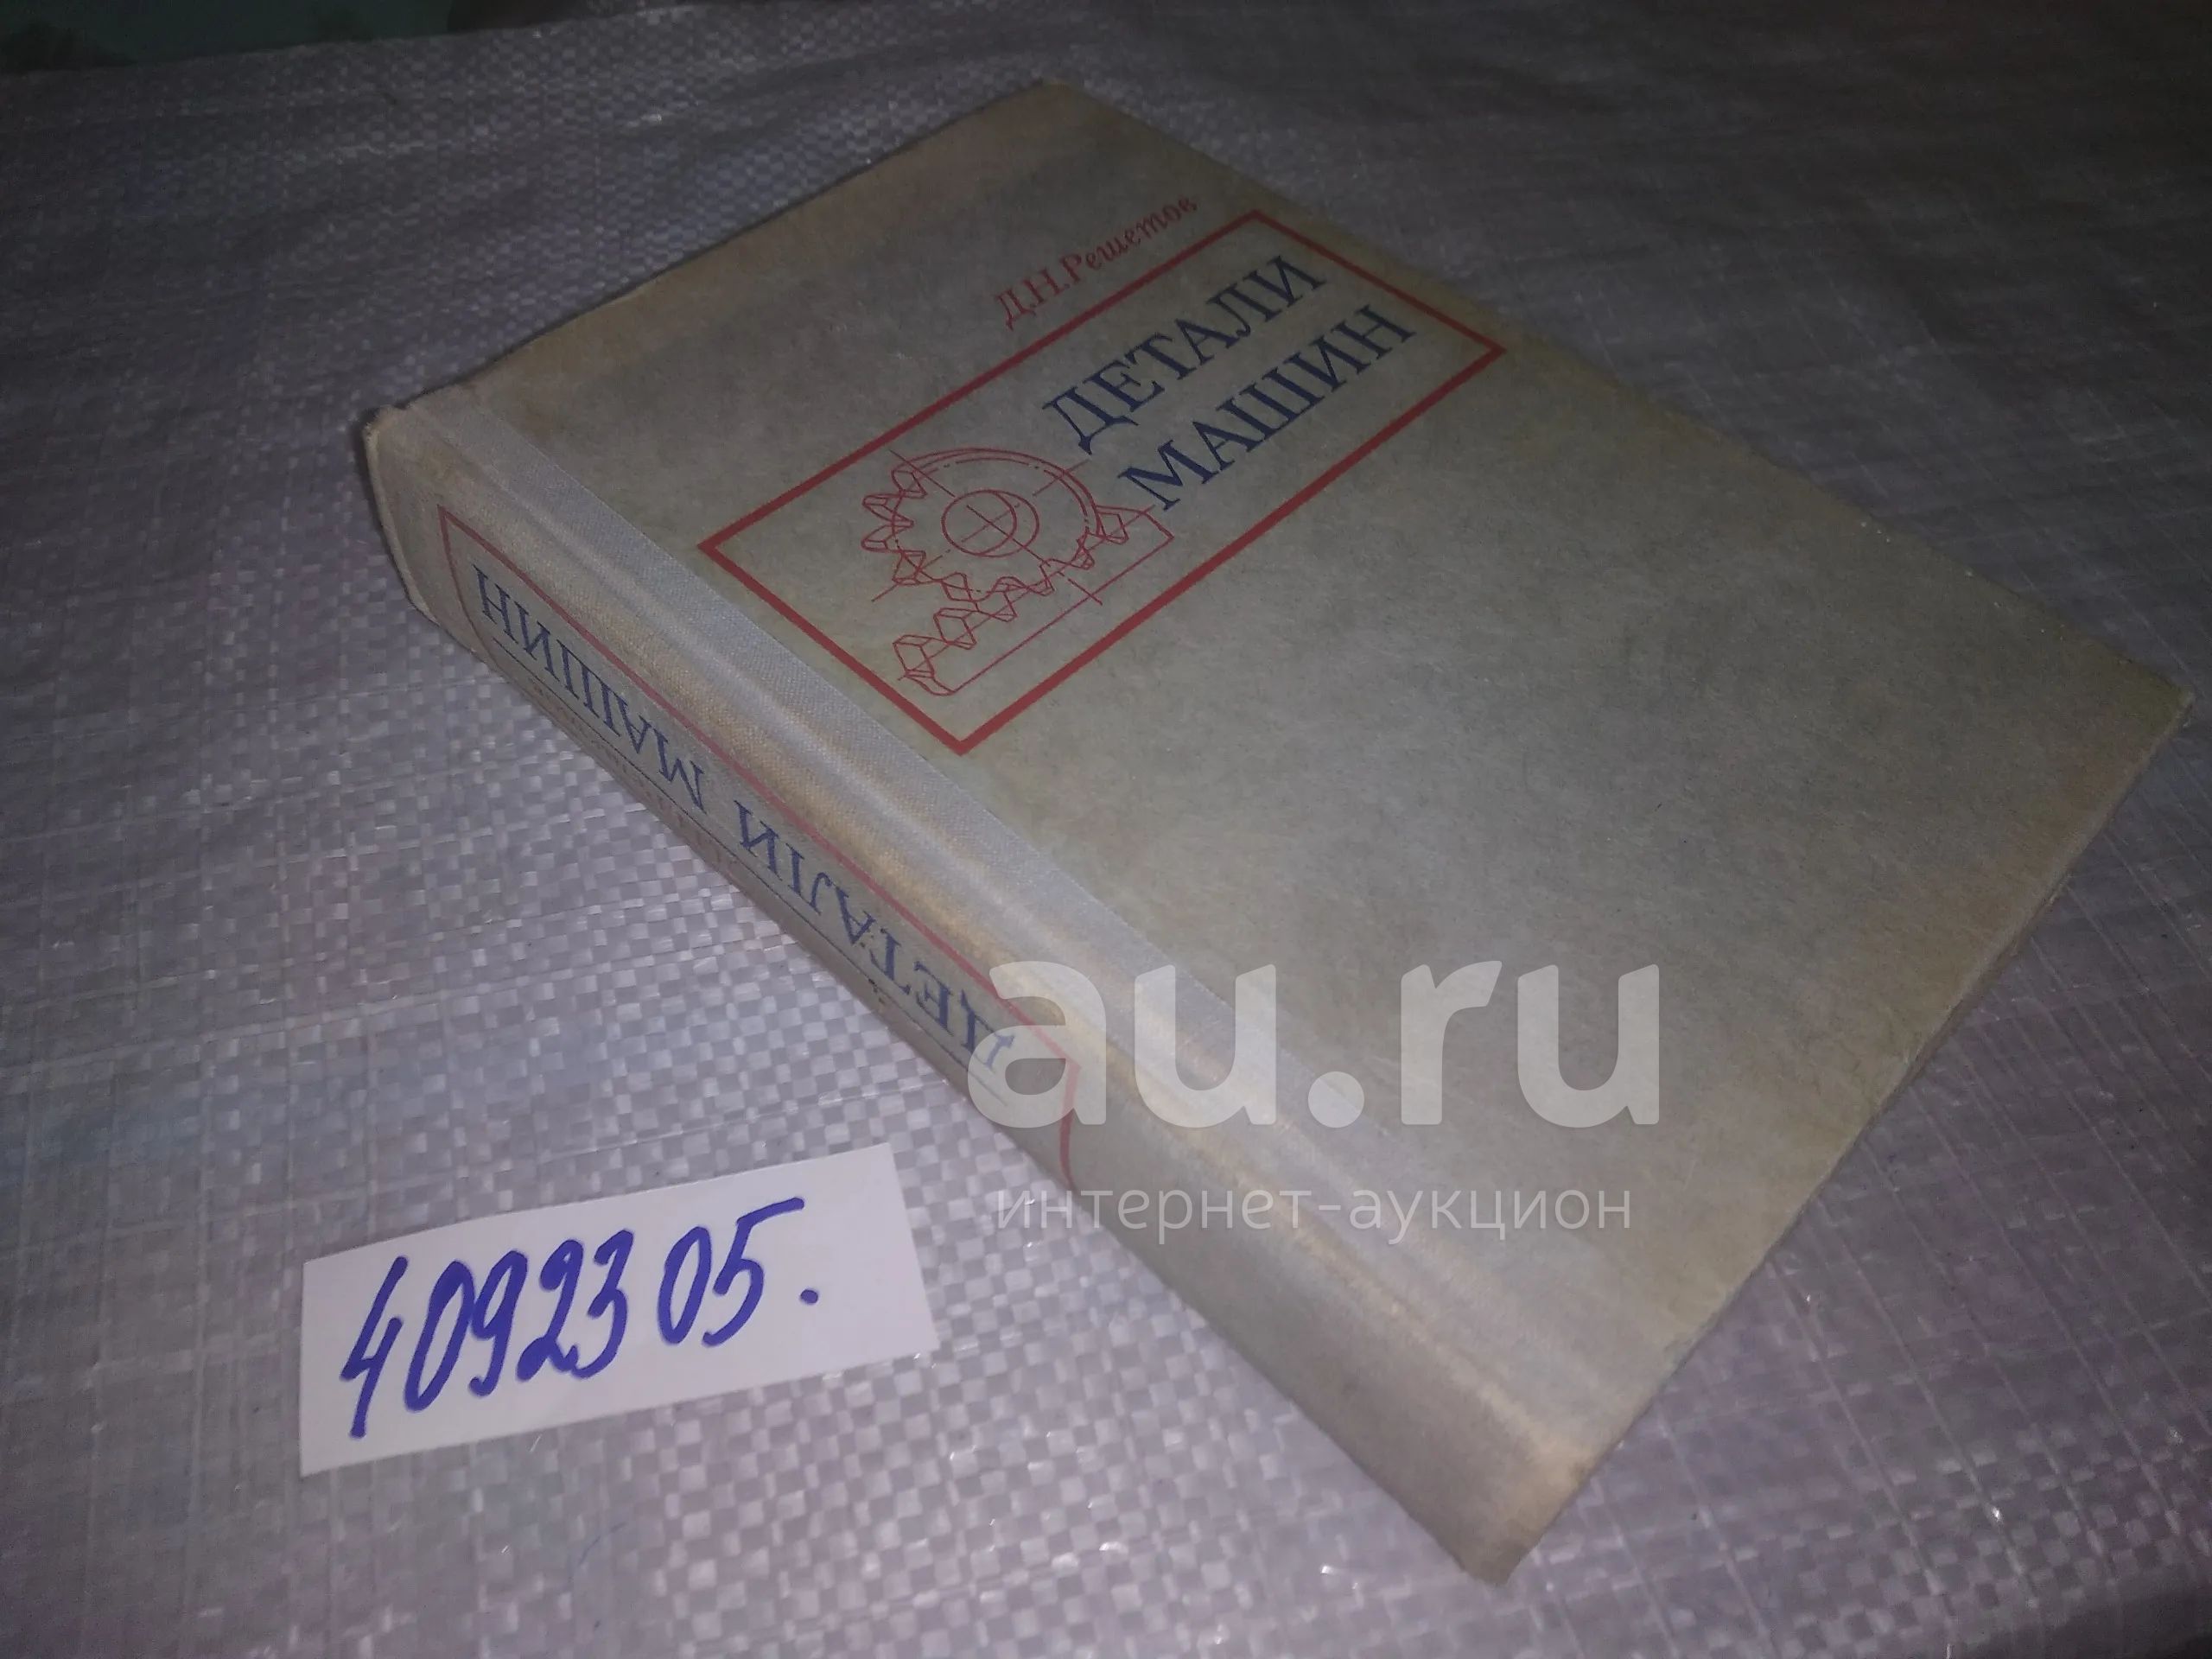 Д.Н.Решетов
ДЕТАЛИ
МАШИН
ДЕТАЛИ МАШИН
au.ru
интернет-аукцион
4092305.